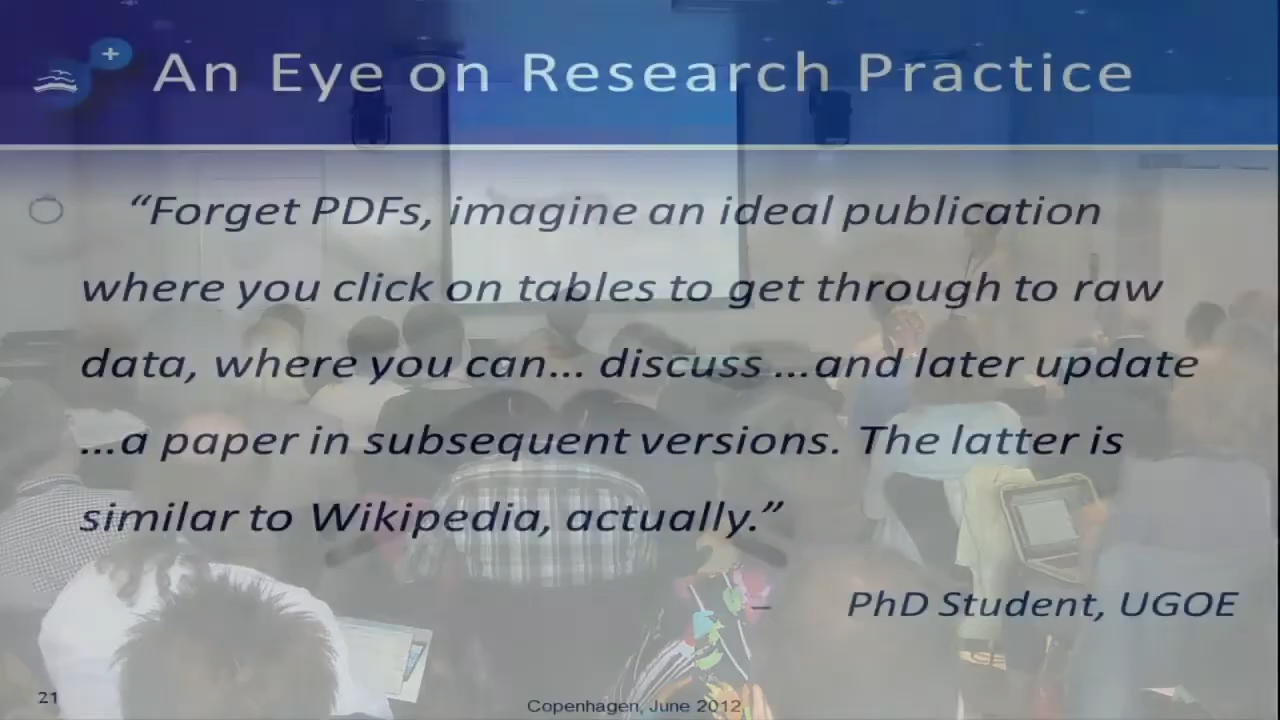 An Eye on Research Practice
“Forget PDFs, imagine an ideal publication
where you click on tables to get through to raw
data, where you can... discuss ...and later update
...a paper in subsequent versions. The latter is
similar to Wikipedia, actually.”
– PhD Student, UGOE
21
Copenhagen, June 2012